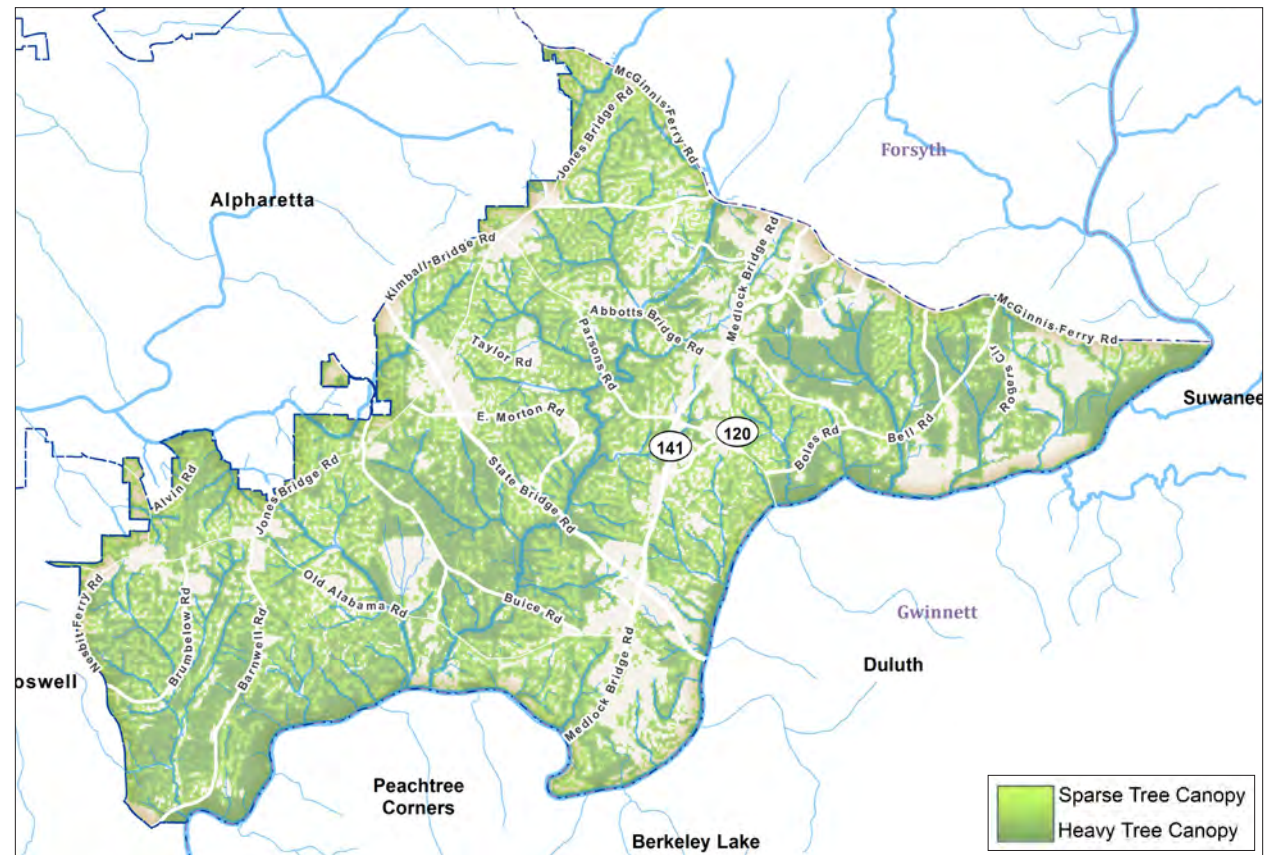 McGinnis Ferry Rd
Jones Bridge Rd
Forsyth
Alpharetta
Kimball Bridge Rd
Medlock Bridge Rd
McGinnis Ferry Rd
Abbotts Bridge Rd
Parsons Rd
Taylor Rd
Rogers Cir
Suwanee
E. Morton Rd
141
120
Boles Rd
Bell Rd
Alvin Rd
Jones Bridge Rd
State Bridge Rd
Nesbit Ferry Rd
Brumbelow Rd
Barnwell Rd
Old Alabama Rd
Buice Rd
Gwinnett
Duluth
oswell
Medlock Bridge Rd
Peachtree
Corners
Berkeley Lake
Sparse Tree Canopy
Heavy Tree Canopy